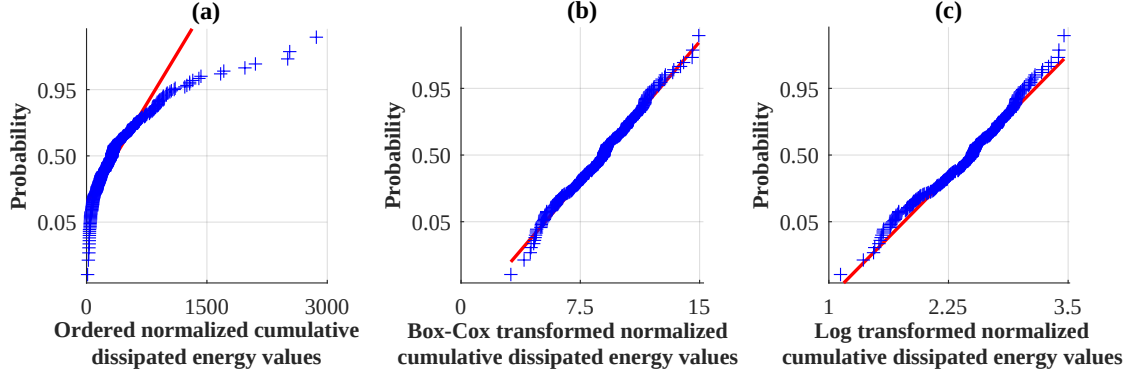 (a)
(b)
(c)
Probability
0.95
0.50
0.05
0
1500
3000
Ordered normalized cumulative
dissipated energy values
Probability
0.95
0.50
0.05
0
7.5
15
Box-Cox transformed normalized
cumulative dissipated energy values
Probability
0.95
0.50
0.05
1
2.25
3.5
Log transformed normalized
cumulative dissipated energy values